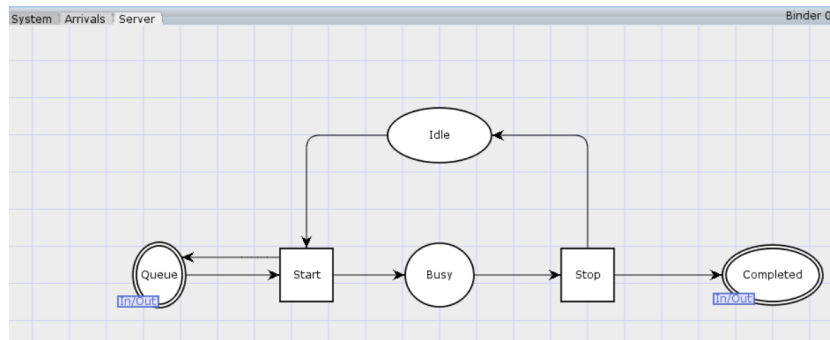 System Arrivals Server Binder 0
Idle
Queue Start Busy Stop Completed
In/Out In/Out